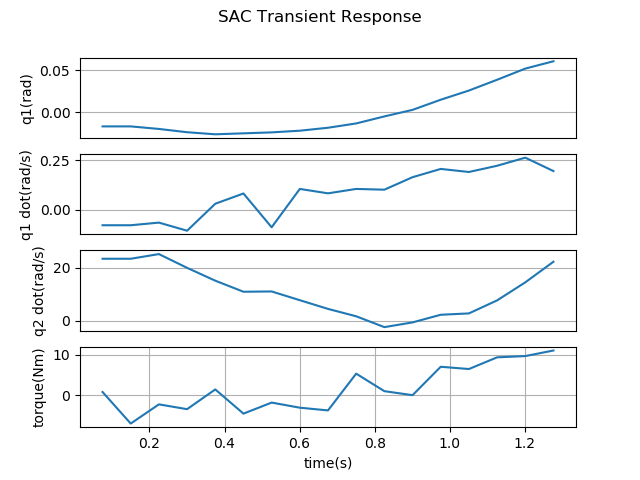 SAC Transient Response
0.05
0.00
q1(rad)
0.25
0.00
q1 dot(rad/s)
20
0
q2 dot(rad/s)
10
0
torque(Nm)
0.2 0.4 0.6 0.8 1.0 1.2
time(s)